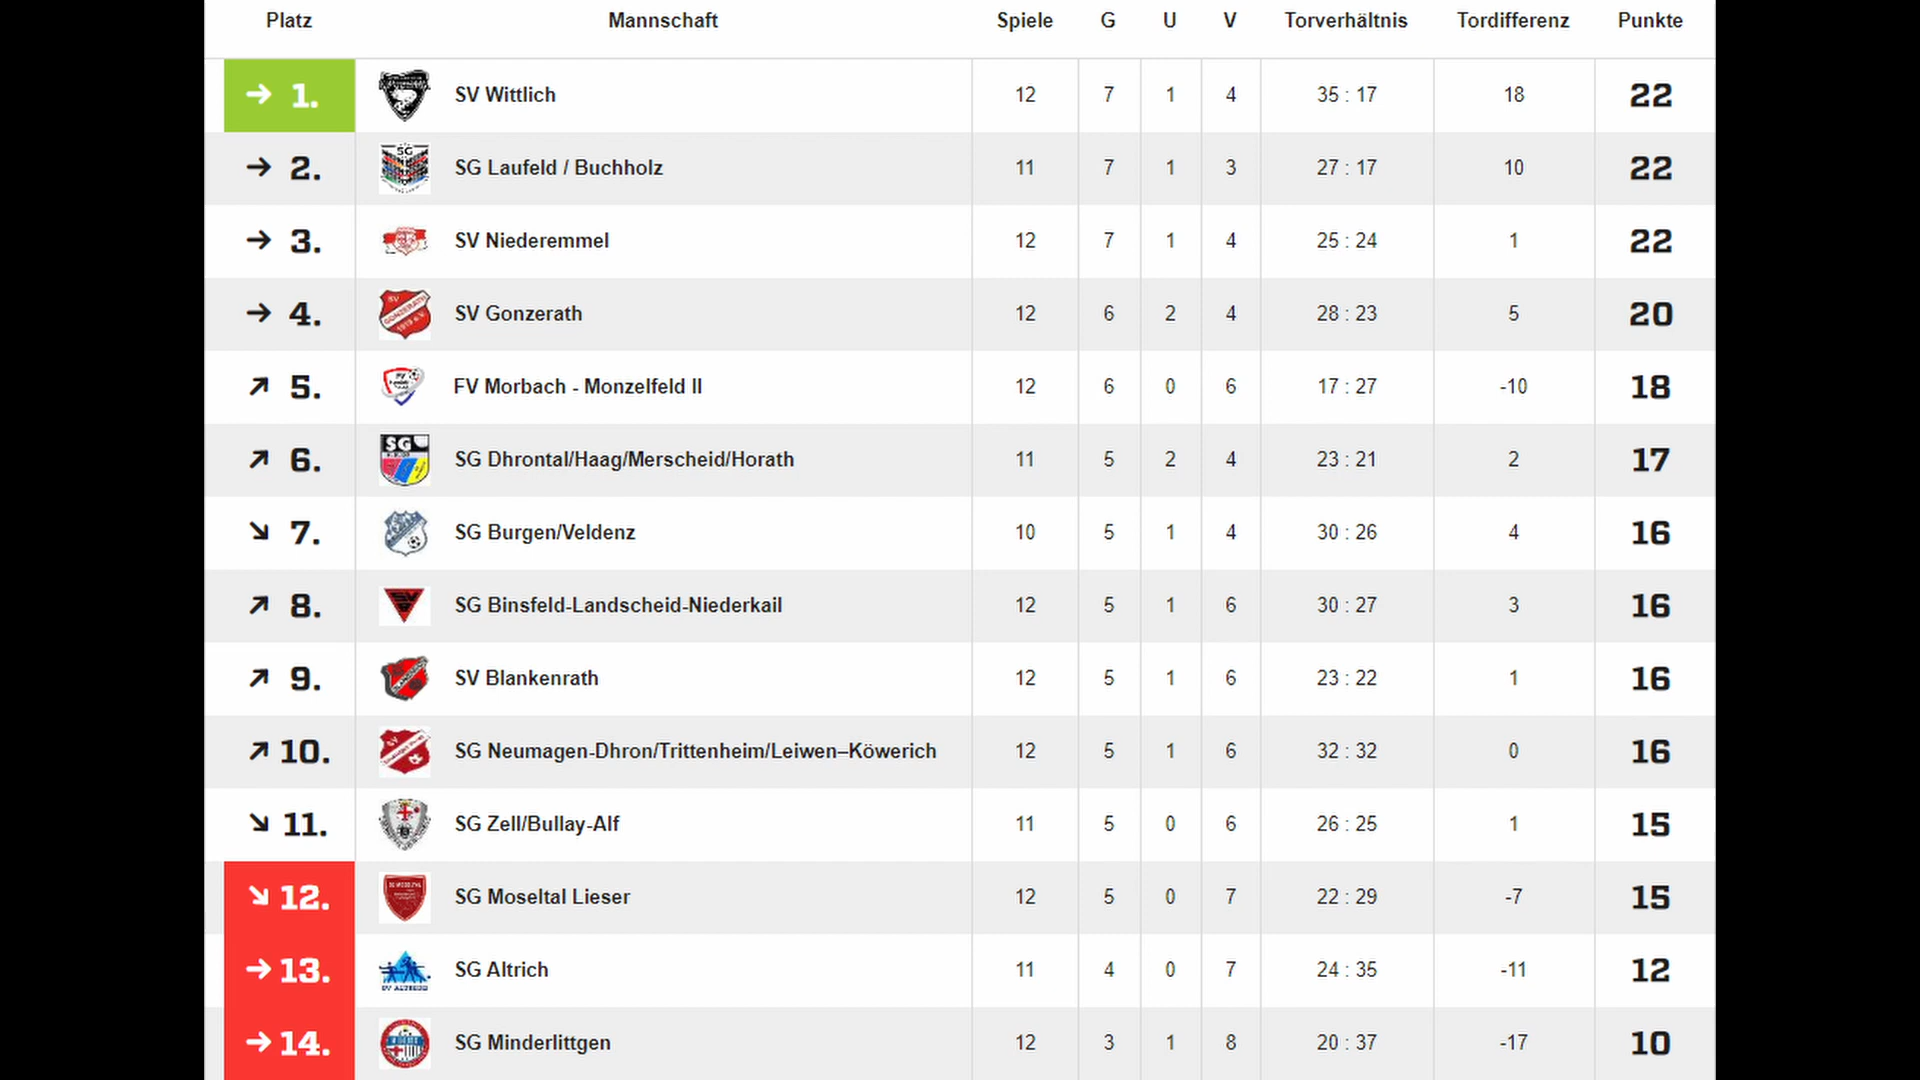 Platz Mannschaft Spiele G U V Torverhältnis Tordifferenz Punkte
→ 1. SV Wittlich 12 7 1 4 35 : 17 18 22
→ 2. SG SG Laufeld / Buchholz 11 7 1 3 27 : 17 10 22
→ 3. SV Niederemmel 12 7 1 4 25 : 24 1 22
→ 4. SV GONZERATH 1919 e.V. SV Gonzerath 12 6 2 4 28 : 23 5 20
↗ 5. FV Morbach - Monzelfeld II 12 6 0 6 17 : 27 -10 18
↗ 6. SG SG Dhrontal/Haag/Merscheid/Horath 11 5 2 4 23 : 21 2 17
↘ 7. SG Burgen/Veldenz 10 5 1 4 30 : 26 4 16
↗ 8. SG Binsfeld-Landscheid-Niederkail 12 5 1 6 30 : 27 3 16
↗ 9. SV Blankenrath 12 5 1 6 23 : 22 1 16
↗ 10. SV SG Neumagen-Dhron/Trittenheim/Leiwen–Köwerich 12 5 1 6 32 : 32 0 16
↘ 11. SG Zell/Bullay-Alf 11 5 0 6 26 : 25 1 15
↘ 12. SG Moseltal Lieser 12 5 0 7 22 : 29 -7 15
→ 13. SV ALTRICH SG Altrich 11 4 0 7 24 : 35 -11 12
→ 14. SG Minderlittgen 12 3 1 8 20 : 37 -17 10